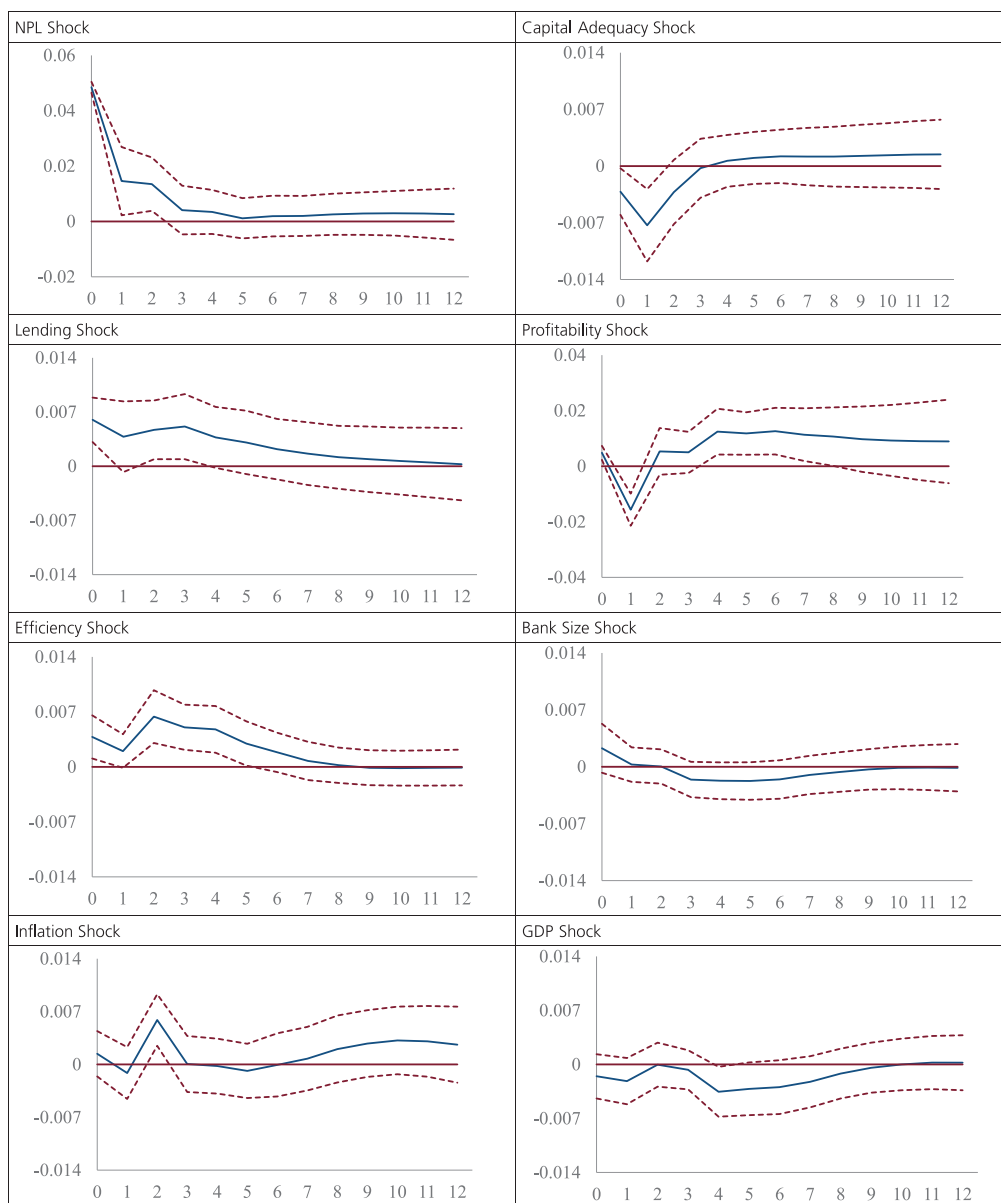 NPL Shock
0.06
0.04
0.02
0
-0.02
0 1 2 3 4 5 6 7 8 9 10 11 12
Capital Adequacy Shock
0.014
0.007
0
-0.007
-0.014
0 1 2 3 4 5 6 7 8 9 10 11 12
Lending Shock
0.014
0.007
0
-0.007
-0.014
0 1 2 3 4 5 6 7 8 9 10 11 12
Profitability Shock
0.04
0.02
0
-0.02
-0.04
0 1 2 3 4 5 6 7 8 9 10 11 12
Efficiency Shock
0.014
0.007
0
-0.007
-0.014
0 1 2 3 4 5 6 7 8 9 10 11 12
Bank Size Shock
0.014
0.007
0
-0.007
-0.014
0 1 2 3 4 5 6 7 8 9 10 11 12
Inflation Shock
0.014
0.007
0
-0.007
-0.014
0 1 2 3 4 5 6 7 8 9 10 11 12
GDP Shock
0.014
0.007
0
-0.007
-0.014
0 1 2 3 4 5 6 7 8 9 10 11 12